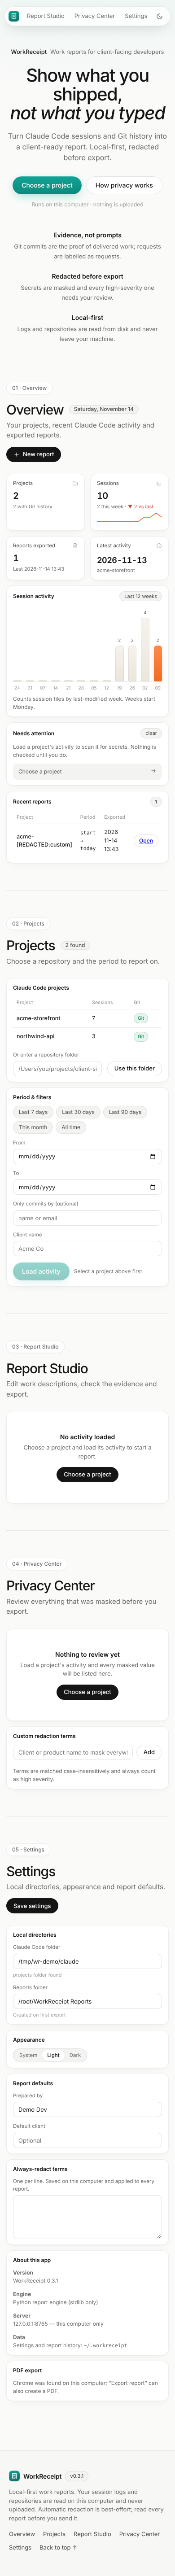 Report Studio Privacy Center Settings
WorkReceipt Work reports for client-facing developers
Show what you
shipped,
not what you typed
Turn Claude Code sessions and Git history
into a client-ready report. Local-first, redacted
before export.
Choose a project How privacy works
Runs on this computer · nothing is uploaded
Evidence, not prompts
Git commits are the proof of delivered work; requests
are labelled as requests.
Redacted before export
Secrets are masked and every high-severity one
needs your review.
Local-first
Logs and repositories are read from disk and never
leave your machine.
01 · Overview
Overview Saturday, November 14
Your projects, recent Claude Code activity and
exported reports.
+ New report
Projects
2
2 with Git history
Sessions
10
2 this week · ▼ 2 vs last
Reports exported
1
Last 2026-11-14 13:43
Latest activity
2026-11-13
acme-storefront
Session activity Last 12 weeks
2 2 4 2
24 31 07 14 21 28 05 12 19 26 02 09
Counts session files by last-modified week. Weeks start
Monday.
Needs attention clear
Load a project's activity to scan it for secrets. Nothing is
checked until you do.
Choose a project →
Recent reports 1
Project Period Exported
acme-[REDACTED:custom] start → today 2026-11-14 13:43 Open
02 · Projects
Projects 2 found
Choose a repository and the period to report on.
Claude Code projects
Project Sessions Git
acme-storefront 7 Git
northwind-api 3 Git
Or enter a repository folder
/Users/you/projects/client-si Use this folder
Period & filters
Last 7 days Last 30 days Last 90 days
This month All time
From
mm/dd/yyyy
To
mm/dd/yyyy
Only commits by (optional)
name or email
Client name
Acme Co
Load activity Select a project above first.
03 · Report Studio
Report Studio
Edit work descriptions, check the evidence and
export.
No activity loaded
Choose a project and load its activity to start a
report.
Choose a project
04 · Privacy Center
Privacy Center
Review everything that was masked before you
export.
Nothing to review yet
Load a project's activity and every masked value
will be listed here.
Choose a project
Custom redaction terms
Client or product name to mask everywl Add
Terms are matched case-insensitively and always count
as high severity.
05 · Settings
Settings
Local directories, appearance and report defaults.
Save settings
Local directories
Claude Code folder
/tmp/wr-demo/claude
projects folder found
Reports folder
/root/WorkReceipt Reports
Created on first export
Appearance
System Light Dark
Report defaults
Prepared by
Demo Dev
Default client
Optional
Always-redact terms
One per line. Saved on this computer and applied to every
report.
About this app
Version
WorkReceipt 0.3.1
Engine
Python report engine (stdlib only)
Server
127.0.0.1:8765 — this computer only
Data
Settings and report history: ~/.workreceipt
PDF export
Chrome was found on this computer; "Export report" can
also create a PDF.
WorkReceipt v0.3.1
Local-first work reports. Your session logs and
repositories are read on this computer and never
uploaded. Automatic redaction is best-effort; read every
report before you send it.
Overview Projects Report Studio Privacy Center
Settings Back to top ↑